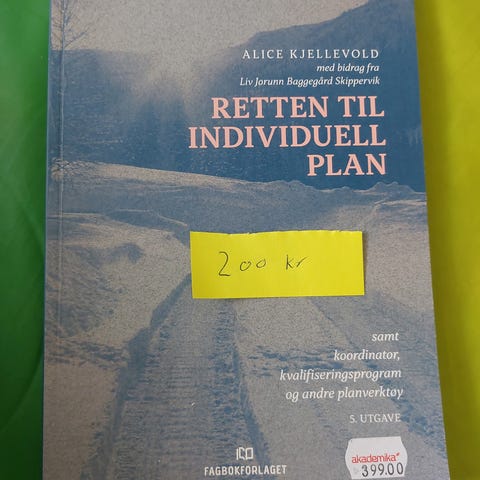 ALICE KJELLEVOLD
med bidrag fra
Liv Jorunn Baggegård Skippervik
RETTEN TIL
INDIVIDUELL
PLAN
200 kr
samt
koordinator,
kvalifiseringsprogram
og andre planverktøy
5. UTGAVE
FAGBOKFORLAGET
akademika
399.00